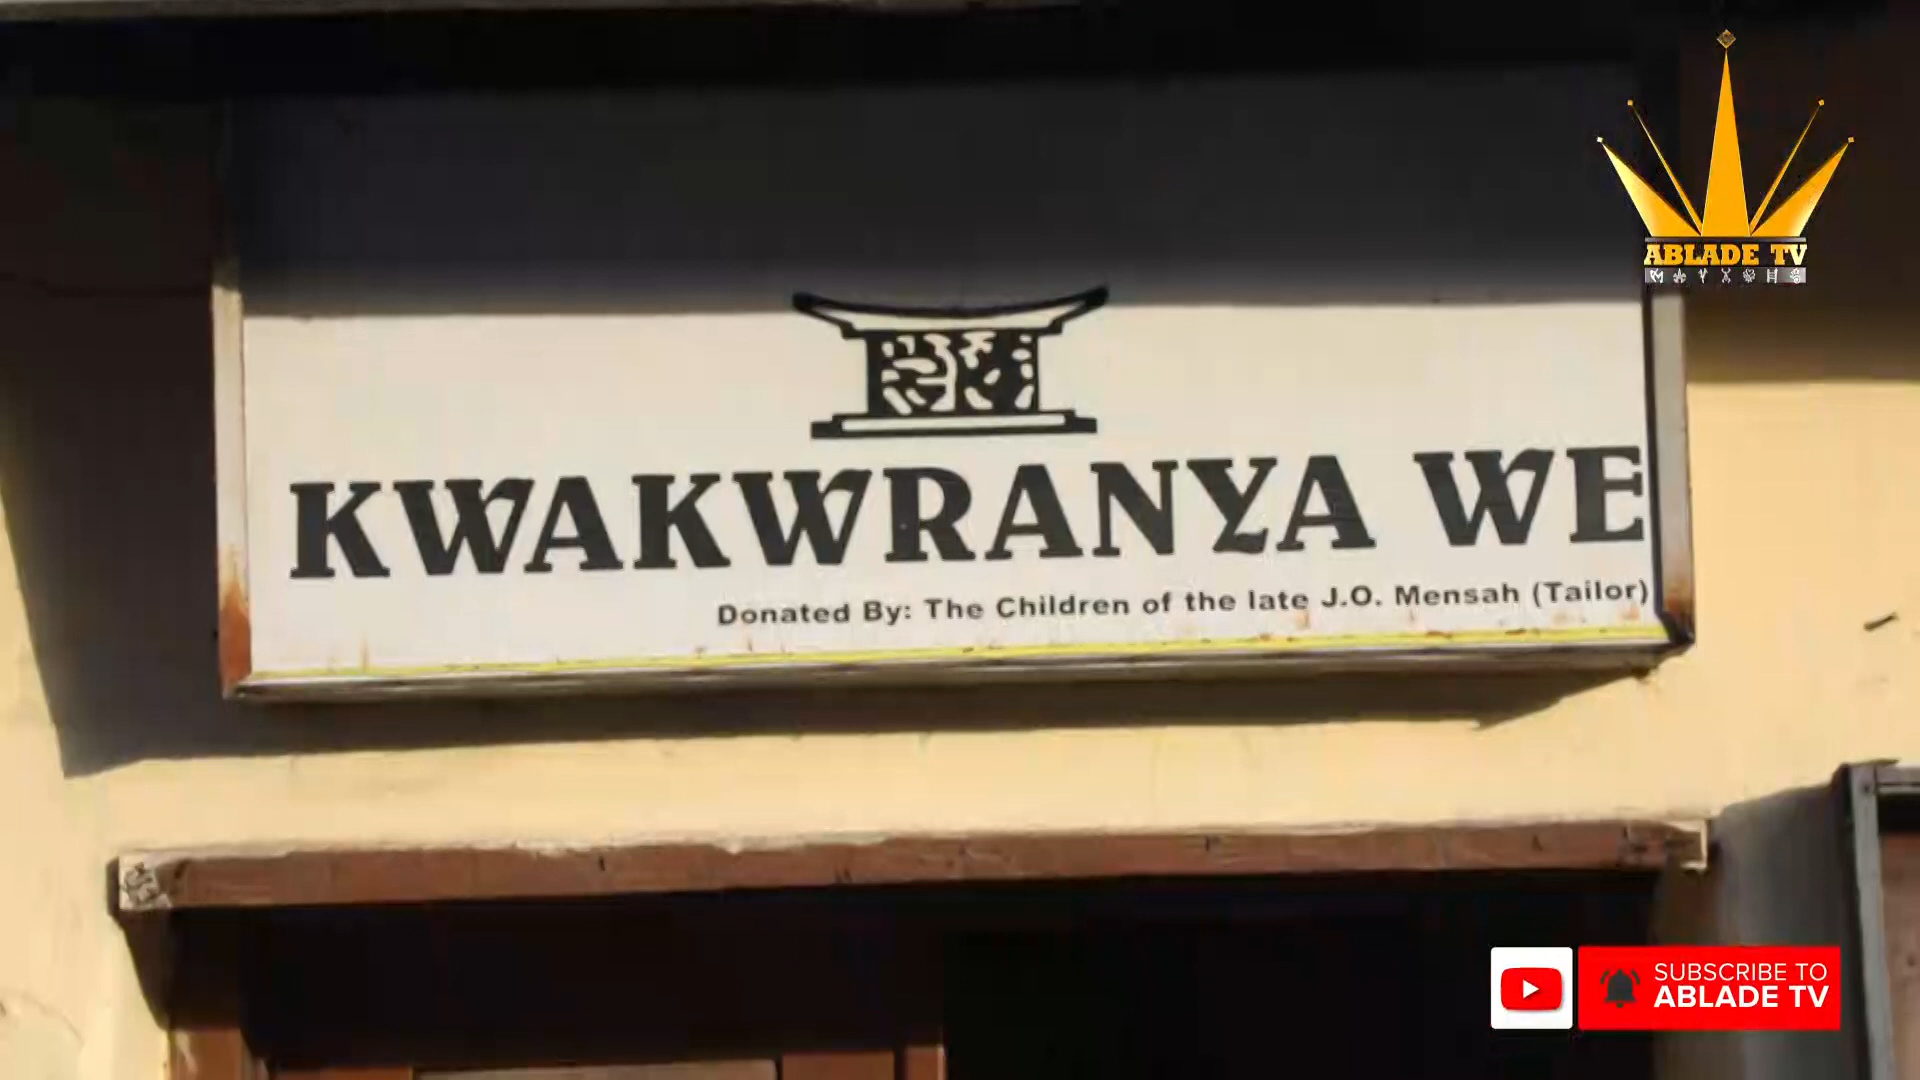 ABLADE TV
KWAKWRANYA WE
Donated By: The Children of the late J.O. Mensah (Tailor)
SUBSCRIBE TO
ABLADE TV